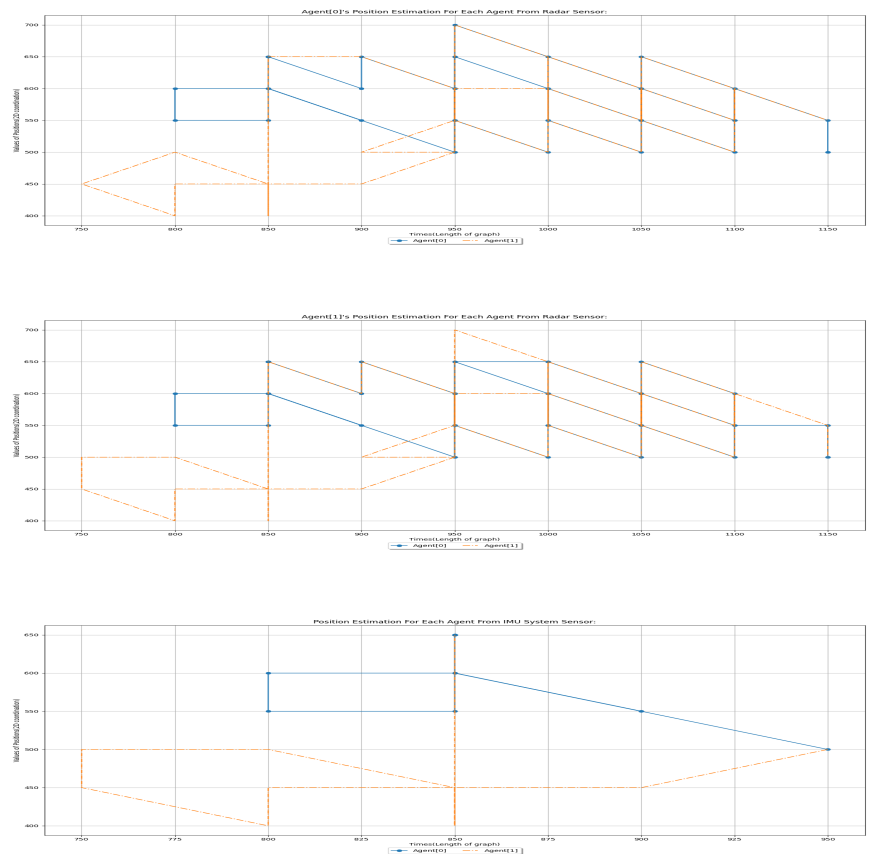 Agent[0]'s Position Estimation For Each Agent From Radar Sensor:
700
650
600
550
500
450
400
Values of Positions(2D coordination)
750 800 850 900 950 1000 1050 1100 1150
Times(Length of graph)
Agent[0] Agent[1]
Agent[1]'s Position Estimation For Each Agent From Radar Sensor:
700
650
600
550
500
450
400
Values of Positions(2D coordination)
750 800 850 900 950 1000 1050 1100 1150
Times(Length of graph)
Agent[0] Agent[1]
Position Estimation For Each Agent From IMU System Sensor:
650
600
550
500
450
400
Values of Positions(2D coordination)
750 775 800 825 850 875 900 925 950
Times(Length of graph)
Agent[0] Agent[1]